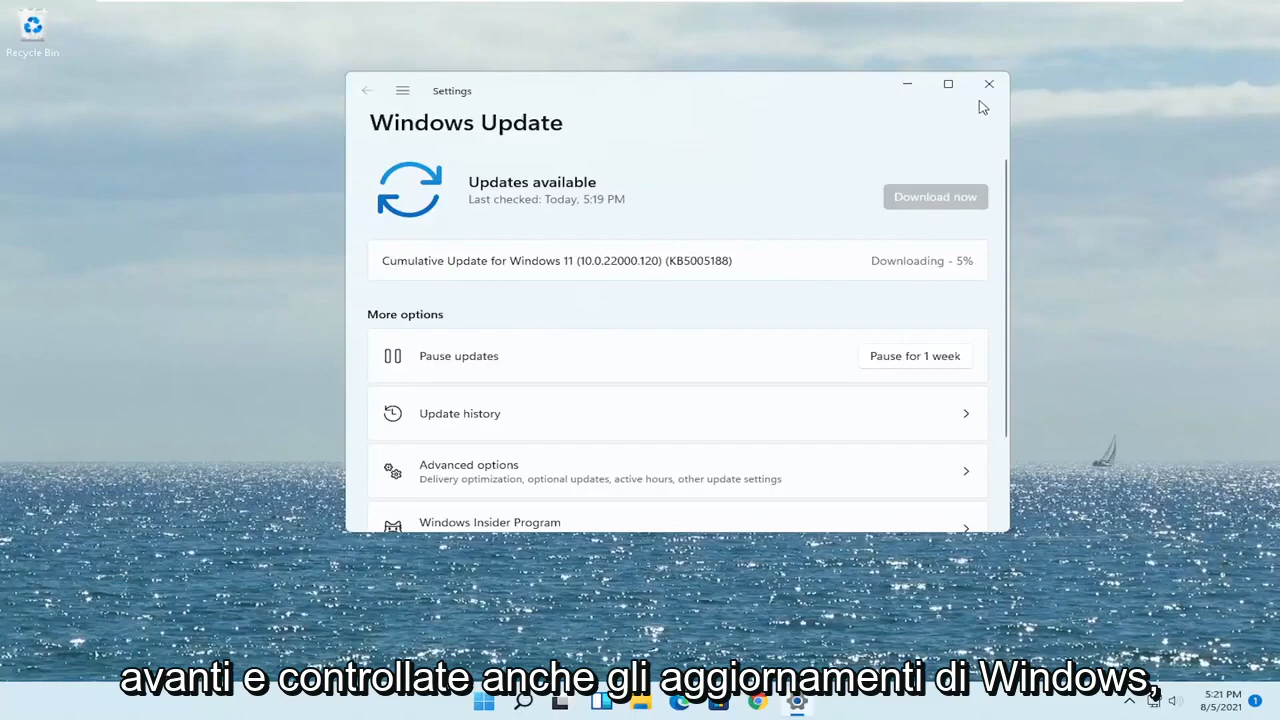 Recycle Bin
Settings
Windows Update
Updates available
Last checked: Today, 5:19 PM
Download now
Cumulative Update for Windows 11 (10.0.22000.120) (KB5005188)
Downloading - 5%
More options
Pause updates
Pause for 1 week
Update history
Advanced options
Delivery optimization, optional updates, active hours, other update settings
Windows Insider Program
avanti e controllate anche gli aggiornamenti di Windows,
5:21 PM
8/5/2021
1